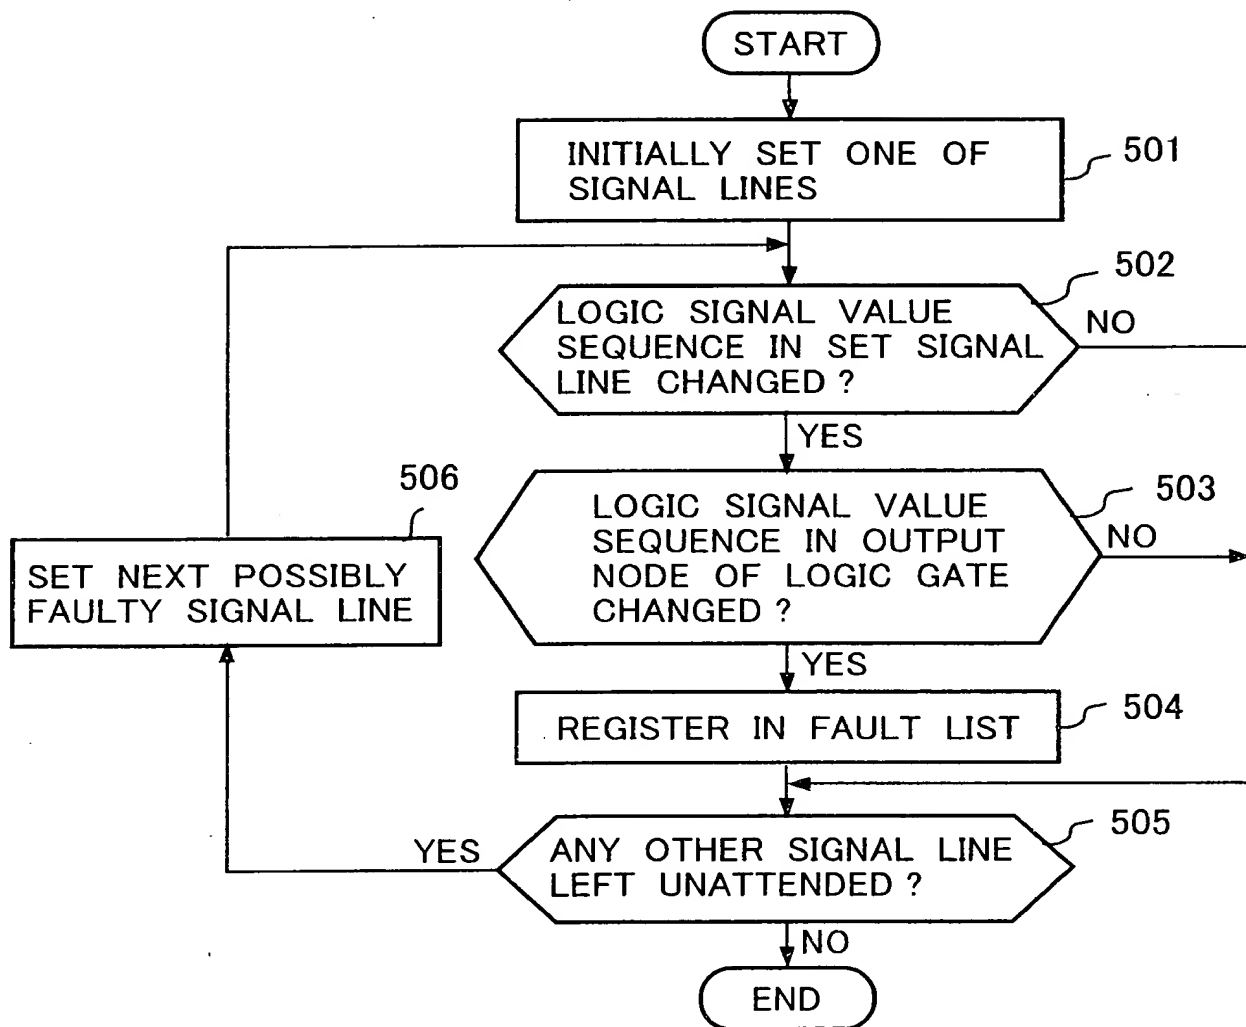 START
INITIALLY SET ONE OF
SIGNAL LINES
501
502
LOGIC SIGNAL VALUE
SEQUENCE IN SET SIGNAL
LINE CHANGED ?
NO
YES
506
503
LOGIC SIGNAL VALUE
SEQUENCE IN OUTPUT
NODE OF LOGIC GATE
CHANGED ?
NO
SET NEXT POSSIBLY
FAULTY SIGNAL LINE
YES
504
REGISTER IN FAULT LIST
505
YES
ANY OTHER SIGNAL LINE
LEFT UNATTENDED ?
NO
END